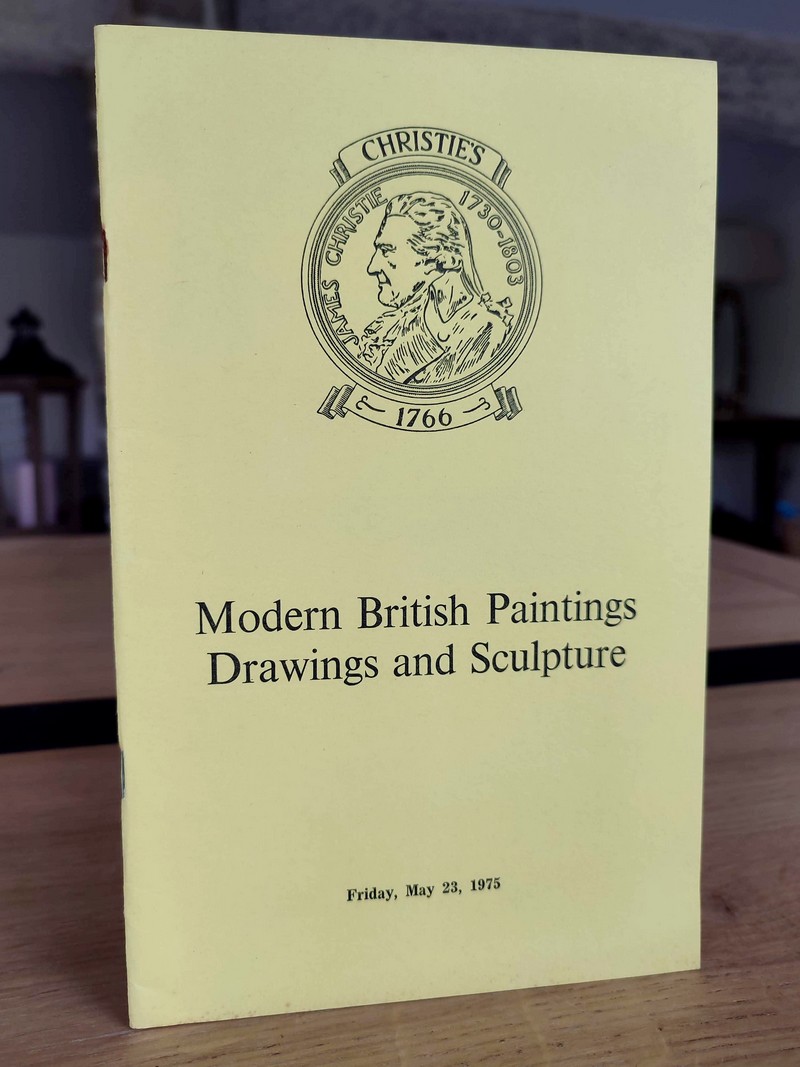 CHRISTIE'S
JAMES CHRISTIE 1730-1803
1766
Modern British Paintings
Drawings and Sculpture
Friday, May 23, 1975